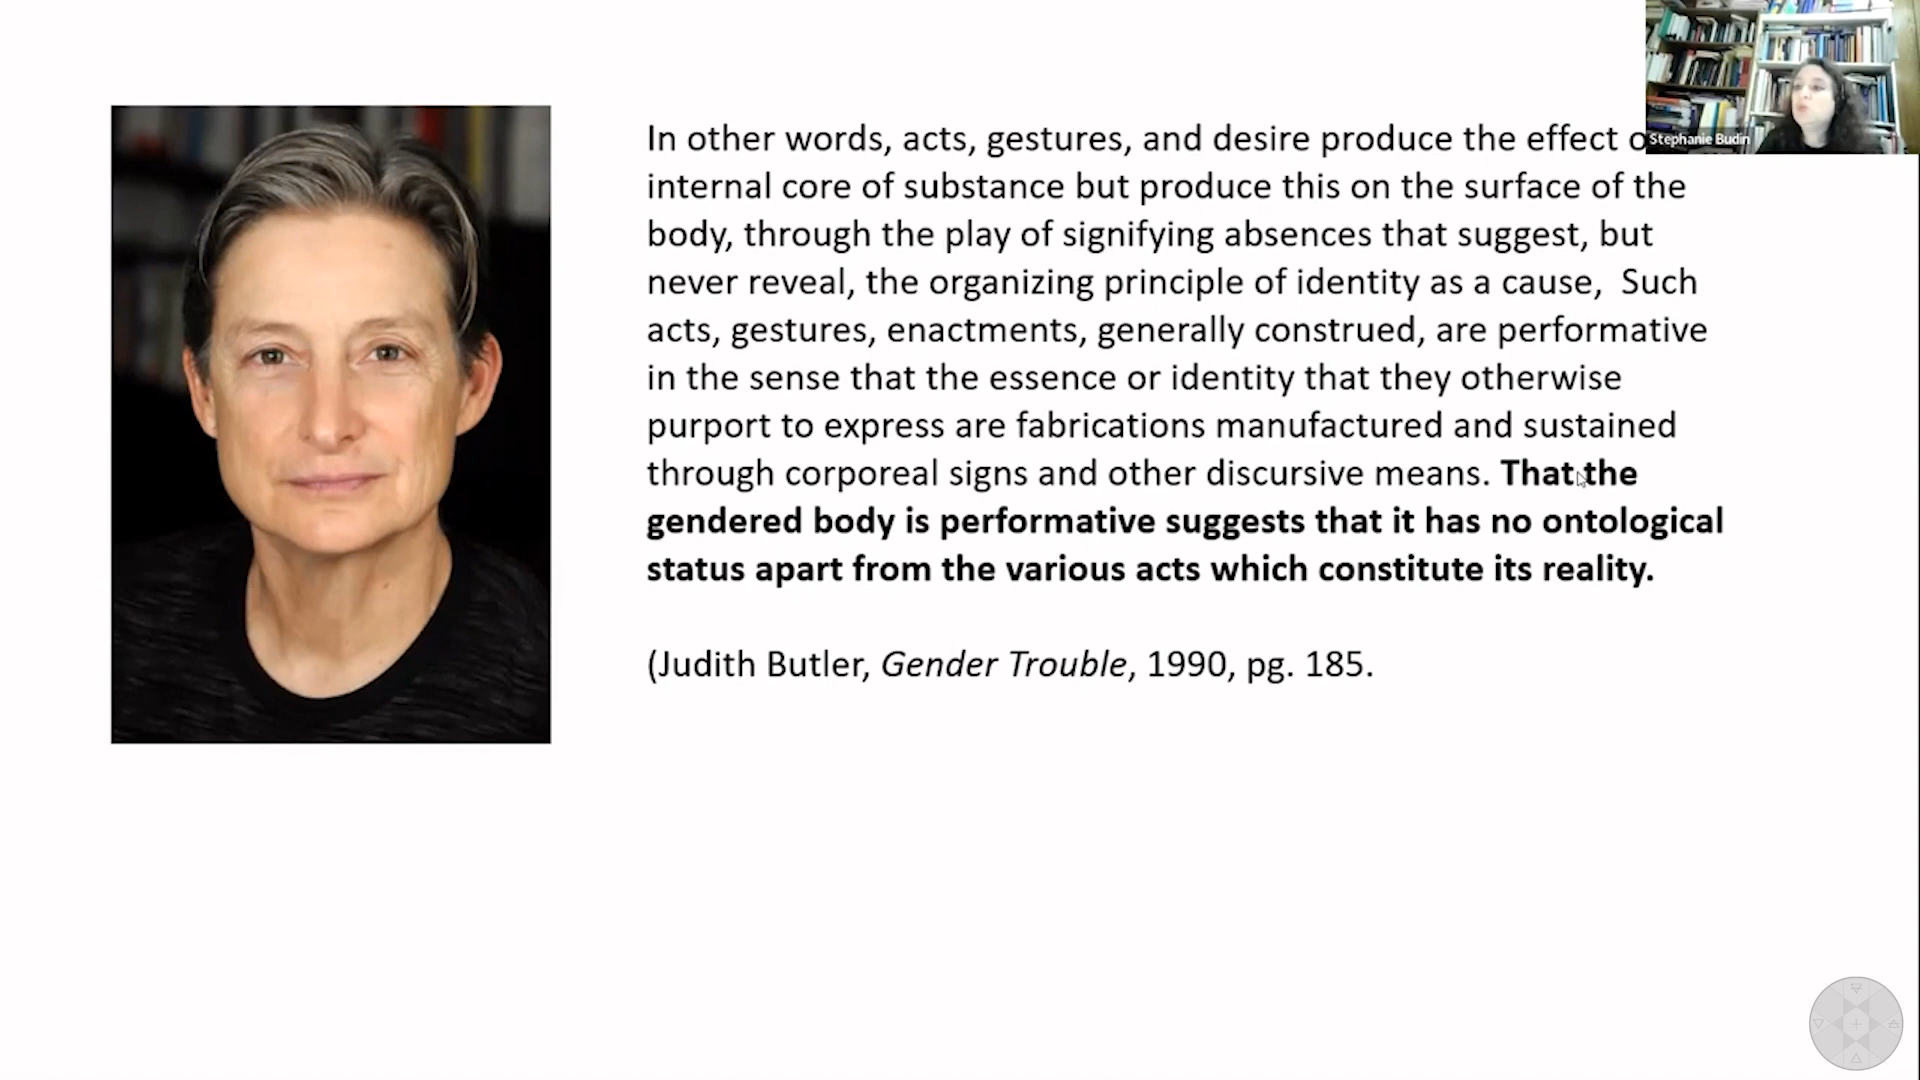 In other words, acts, gestures, and desire produce the effect o
internal core of substance but produce this on the surface of the
body, through the play of signifying absences that suggest, but
never reveal, the organizing principle of identity as a cause,  Such
acts, gestures, enactments, generally construed, are performative
in the sense that the essence or identity that they otherwise
purport to express are fabrications manufactured and sustained
through corporeal signs and other discursive means. That the
gendered body is performative suggests that it has no ontological
status apart from the various acts which constitute its reality.
(Judith Butler, Gender Trouble, 1990, pg. 185.
Stephanie Budin